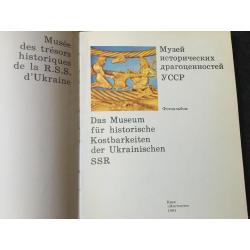 Musée
des trésors
historiques
de la R.S.S.
d'Ukraine
Музей
исторических
драгоценностей
УССР
Фотоальбом
Das Museum
für historische
Kostbarkeiten
der Ukrainischen
SSR
Киев
«Мистецтво»